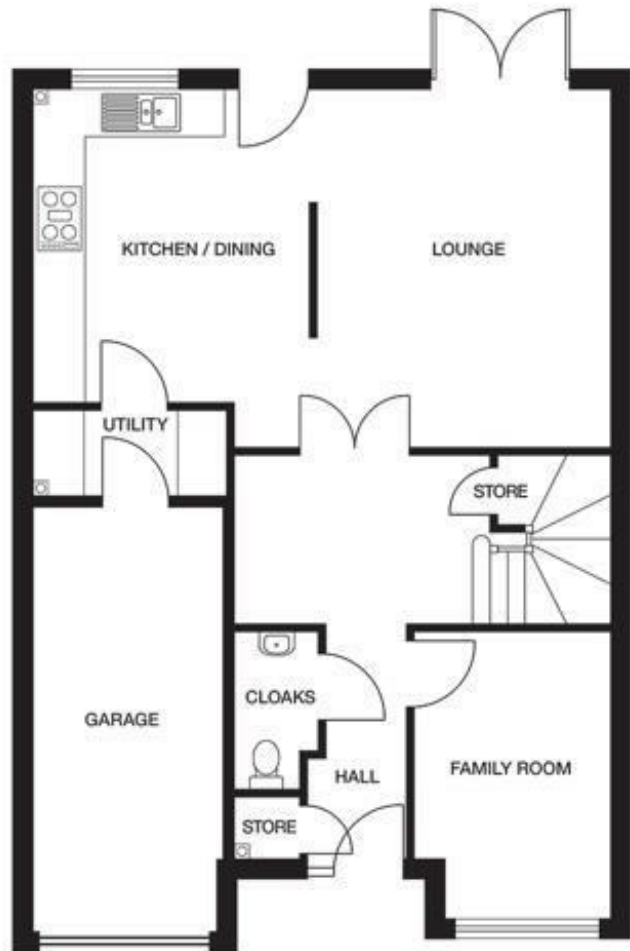 KITCHEN / DINING
LOUNGE
UTILITY
STORE
CLOAKS
GARAGE
HALL
FAMILY ROOM
STORE